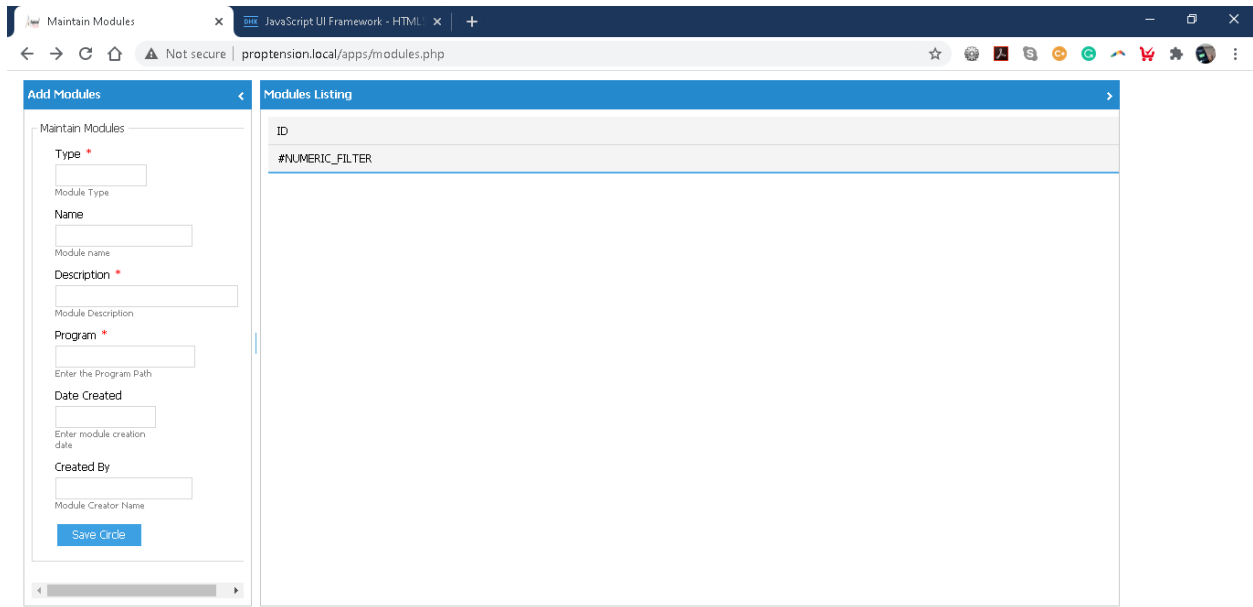 Maintain Modules
DHX JavaScript UI Framework - HTML
Not secure | proptension.local/apps/modules.php
Add Modules
Modules Listing
Maintain Modules
Type *
Module Type
Name
Module name
Description *
Module Description
Program *
Enter the Program Path
Date Created
Enter module creation
date
Created By
Module Creator Name
Save Circle
ID
#NUMERIC_FILTER